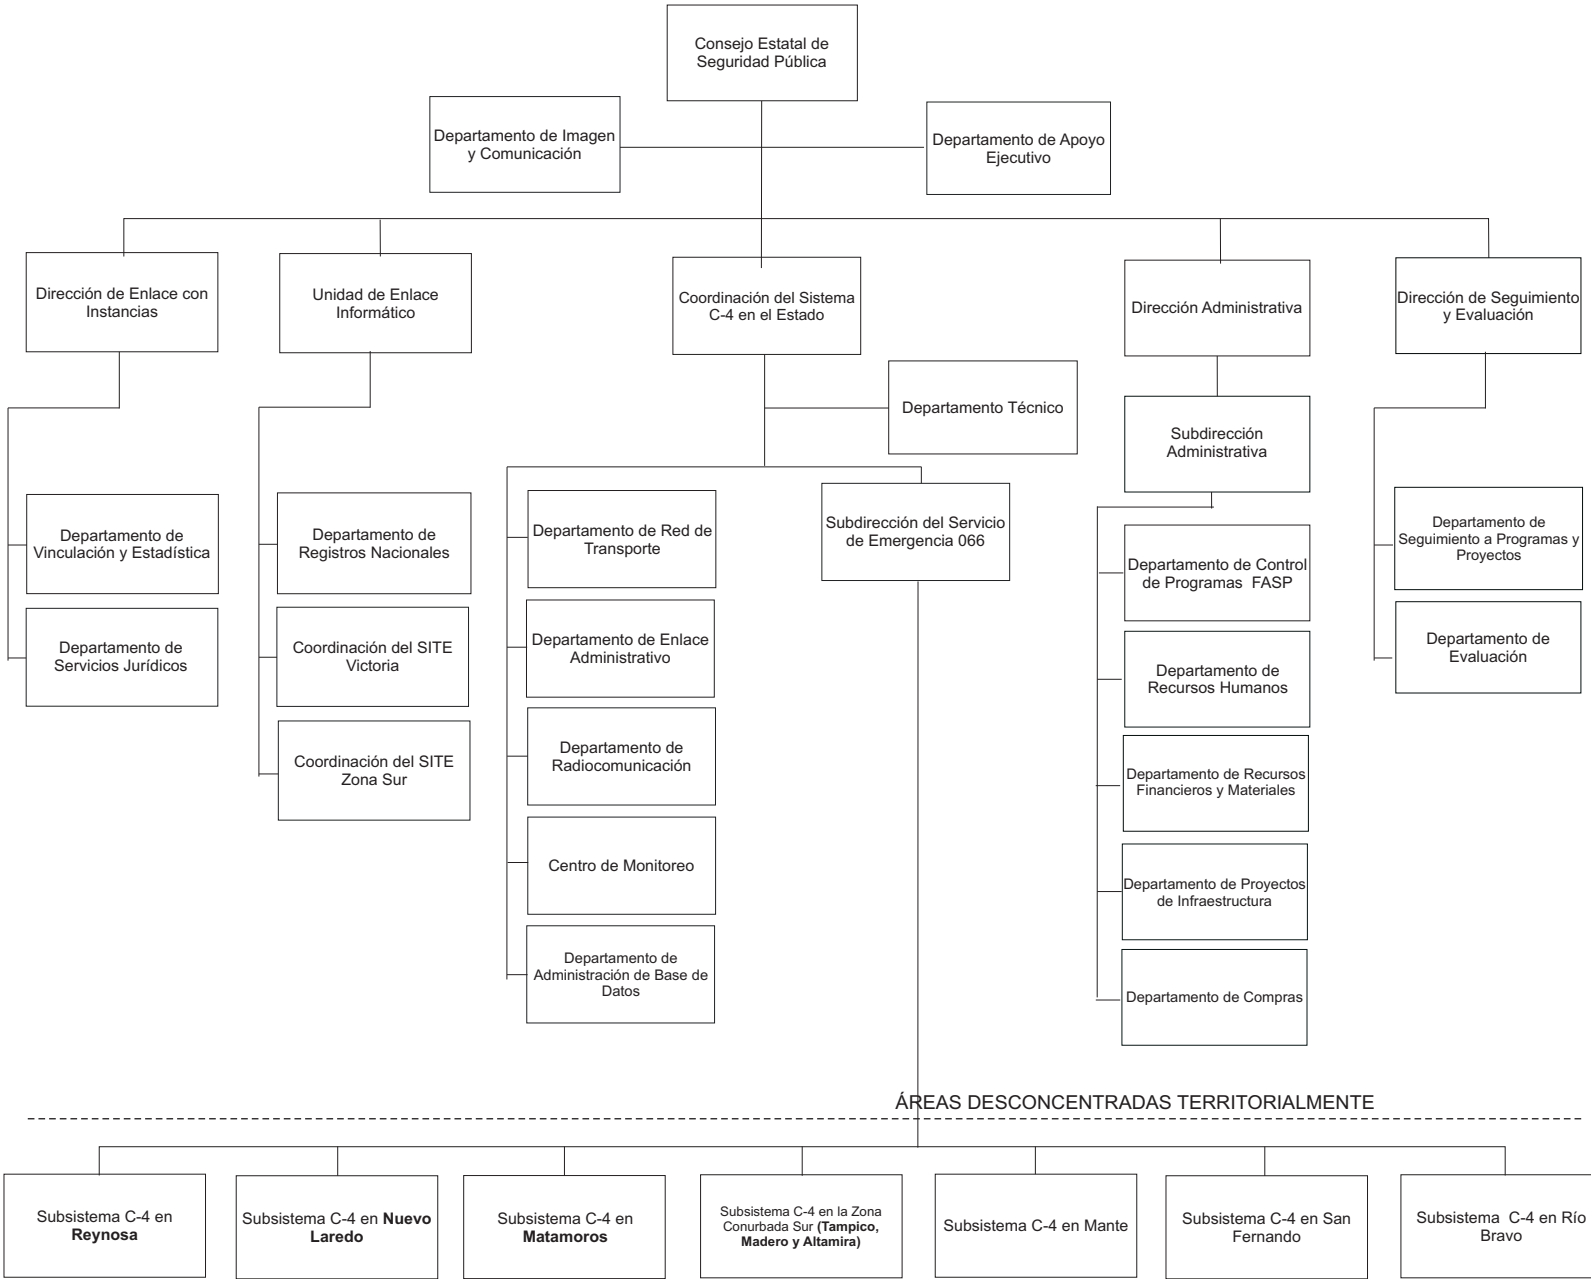 Consejo Estatal de
Seguridad Pública
Departamento de Imagen
y Comunicación
Departamento de Apoyo
Ejecutivo
Dirección de Enlace con
Instancias
Unidad de Enlace
Informático
Coordinación del Sistema
C-4 en el Estado
Dirección Administrativa
Dirección de Seguimiento
y Evaluación
Departamento Técnico
Subdirección
Administrativa
Departamento de
Vinculación y Estadística
Departamento de
Servicios Jurídicos
Departamento de
Registros Nacionales
Coordinación del SITE
Victoria
Coordinación del SITE
Zona Sur
Departamento de Red de
Transporte
Departamento de Enlace
Administrativo
Departamento de
Radiocomunicación
Centro de Monitoreo
Departamento de
Administración de Base de
Datos
Subdirección del Servicio
de Emergencia 066
Departamento de Control
de Programas  FASP
Departamento de
Recursos Humanos
Departamento de Recursos
Financieros y Materiales
Departamento de Proyectos
de Infraestructura
Departamento de Compras
Departamento de
Seguimiento a Programas y
Proyectos
Departamento de
Evaluación
ÁREAS DESCONCENTRADAS TERRITORIALMENTE
Subsistema C-4 en
Reynosa
Subsistema C-4 en Nuevo
Laredo
Subsistema C-4 en
Matamoros
Subsistema C-4 en la Zona
Conurbada Sur (Tampico,
Madero y Altamira)
Subsistema C-4 en Mante
Subsistema C-4 en San
Fernando
Subsistema  C-4 en Río
Bravo